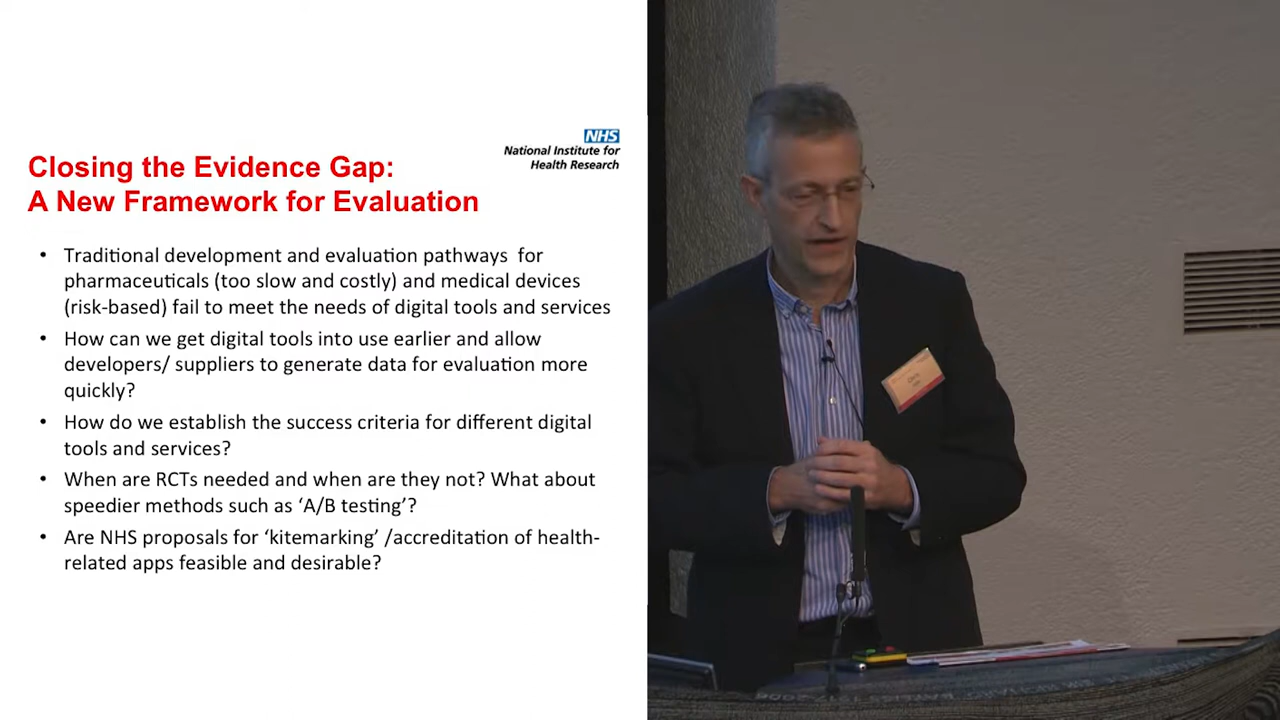 NHS
National Institute for
Health Research
Closing the Evidence Gap:
A New Framework for Evaluation
• Traditional development and evaluation pathways for
pharmaceuticals (too slow and costly) and medical devices
(risk-based) fail to meet the needs of digital tools and services
• How can we get digital tools into use earlier and allow
developers/ suppliers to generate data for evaluation more
quickly?
• How do we establish the success criteria for different digital
tools and services?
• When are RCTs needed and when are they not? What about
speedier methods such as ‘A/B testing’?
• Are NHS proposals for ‘kitemarking’ /accreditation of health-
related apps feasible and desirable?